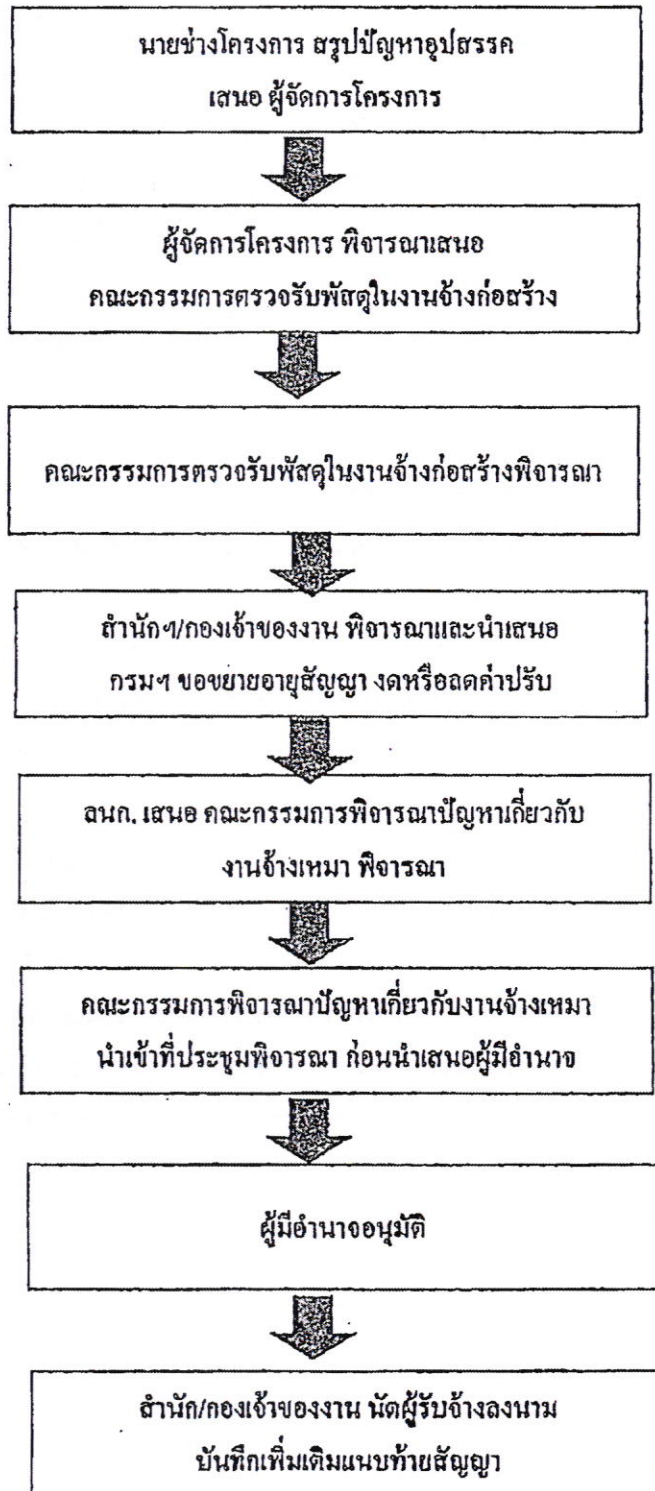 นายช่างโครงการ สรุปปัญหาอุปสรรค
เสนอ ผู้จัดการโครงการ
ผู้จัดการโครงการ พิจารณาเสนอ
คณะกรรมการตรวจรับพัสดุในงานจ้างก่อสร้าง
คณะกรรมการตรวจรับพัสดุในงานจ้างก่อสร้างพิจารณา
สำนักฯ/กองเจ้าของงาน พิจารณาและนำเสนอ
กรมฯ ขอขยายอายุสัญญา งดหรือลดค่าปรับ
ลนก. เสนอ คณะกรรมการพิจารณาปัญหาเกี่ยวกับ
งานจ้างเหมา พิจารณา
คณะกรรมการพิจารณาปัญหาเกี่ยวกับงานจ้างเหมา
นำเข้าที่ประชุมพิจารณา ก่อนนำเสนอผู้มีอำนาจ
ผู้มีอำนาจอนุมัติ
สำนัก/กองเจ้าของงาน นัดผู้รับจ้างลงนาม
บันทึกเพิ่มเติมแนบท้ายสัญญา